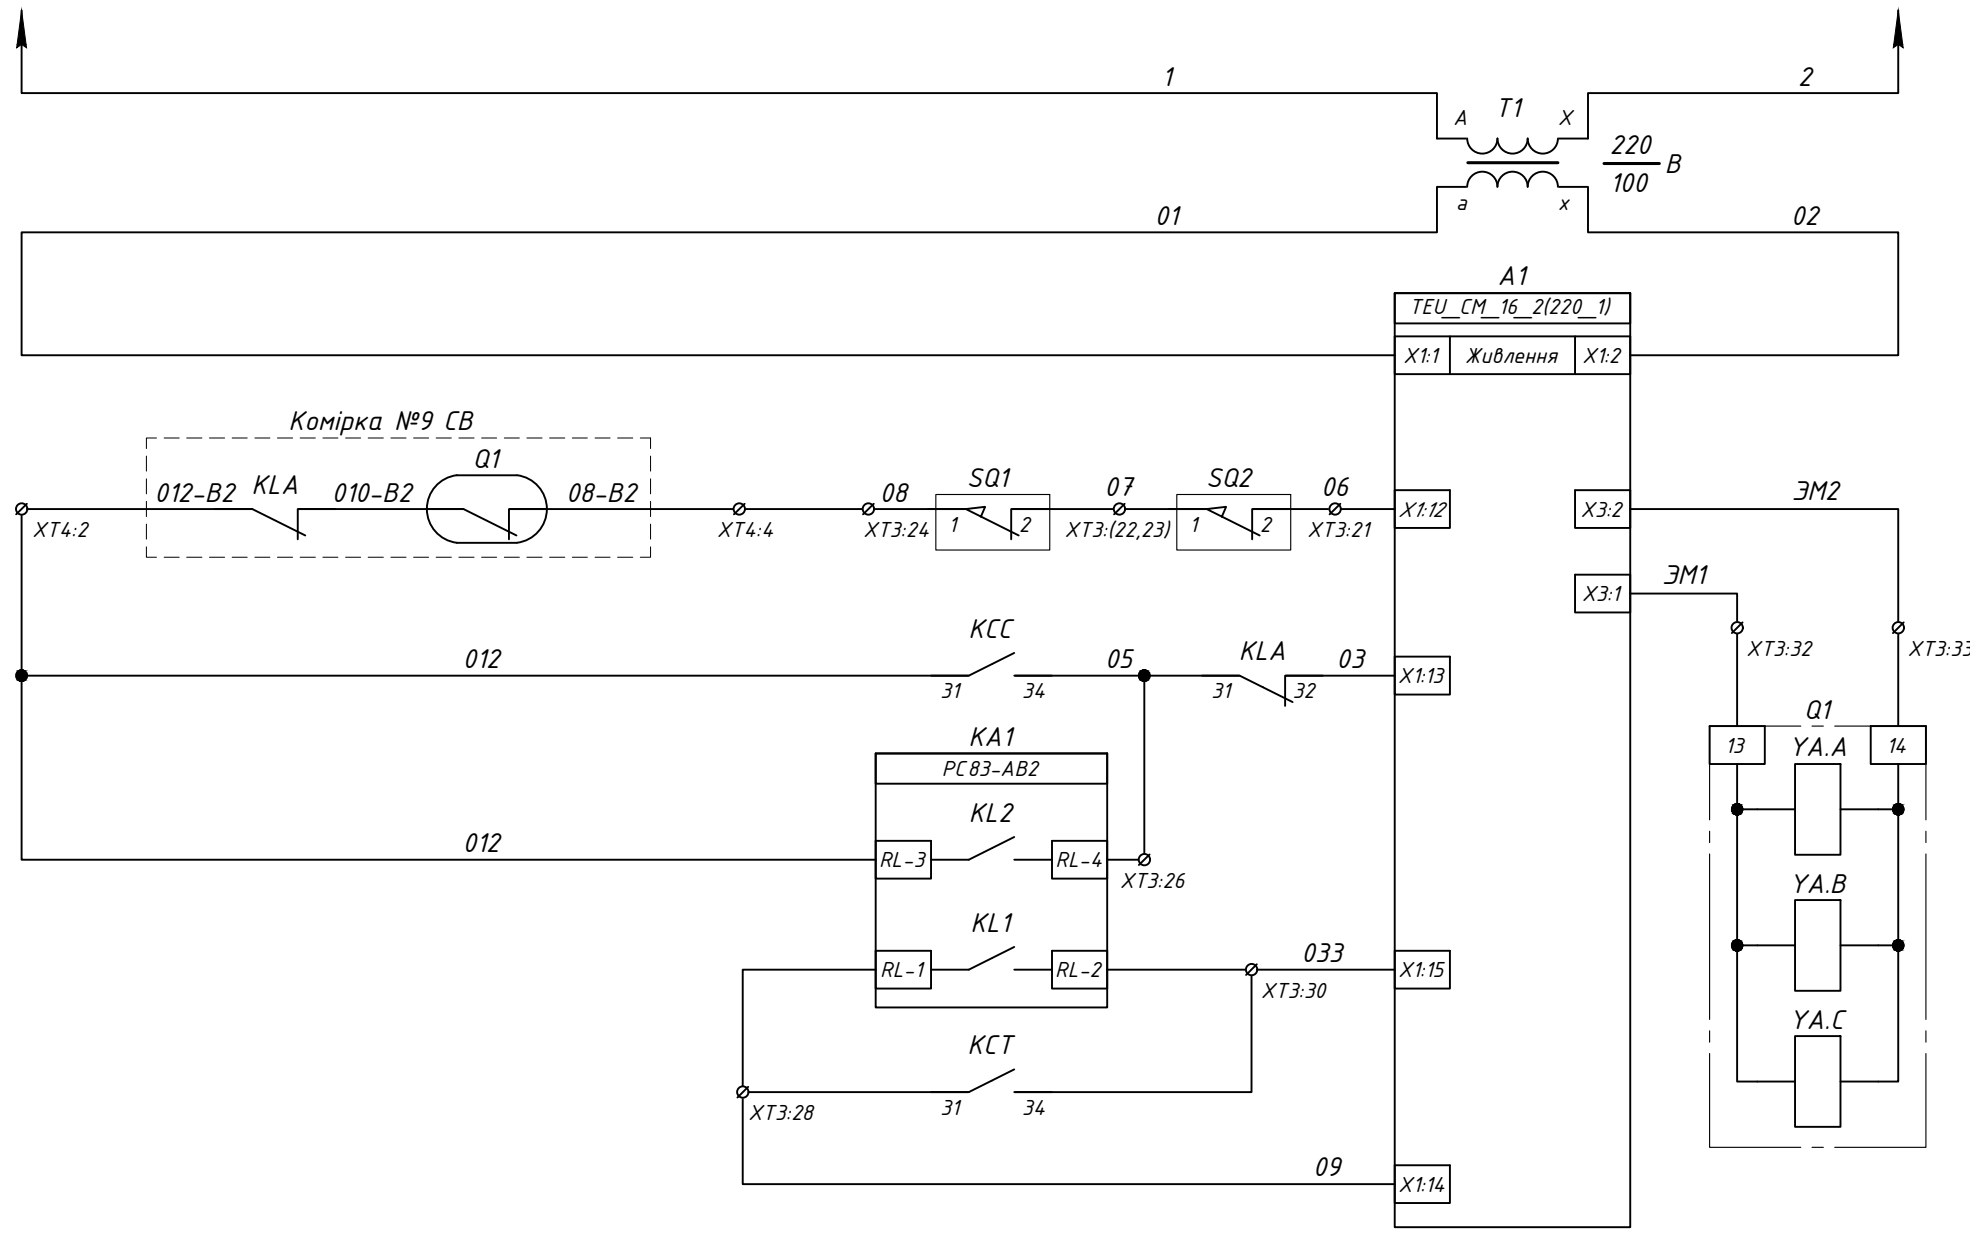 1
2
A
T1
X
220
100
В
a
x
01
02
A1
TEU_CM_16_2(220_1)
X1:1
Живлення
X1:2
Комірка №9 СВ
012-В2
KLA
010-В2
Q1
08-В2
XT4:2
XT4:4
08
XT3:24
SQ1
1
2
07
XT3:(22,23)
SQ2
1
2
06
XT3:21
X1:12
X3:2
ЭМ2
X3:1
ЭМ1
XT3:32
XT3:33
012
KCC
31
34
05
KLA
31
32
03
X1:13
Q1
13
YA.A
14
KA1
РС83-АВ2
012
KL2
RL-3
RL-4
XT3:26
YA.B
KL1
RL-1
RL-2
033
XT3:30
X1:15
YA.C
KCT
31
34
XT3:28
09
X1:14